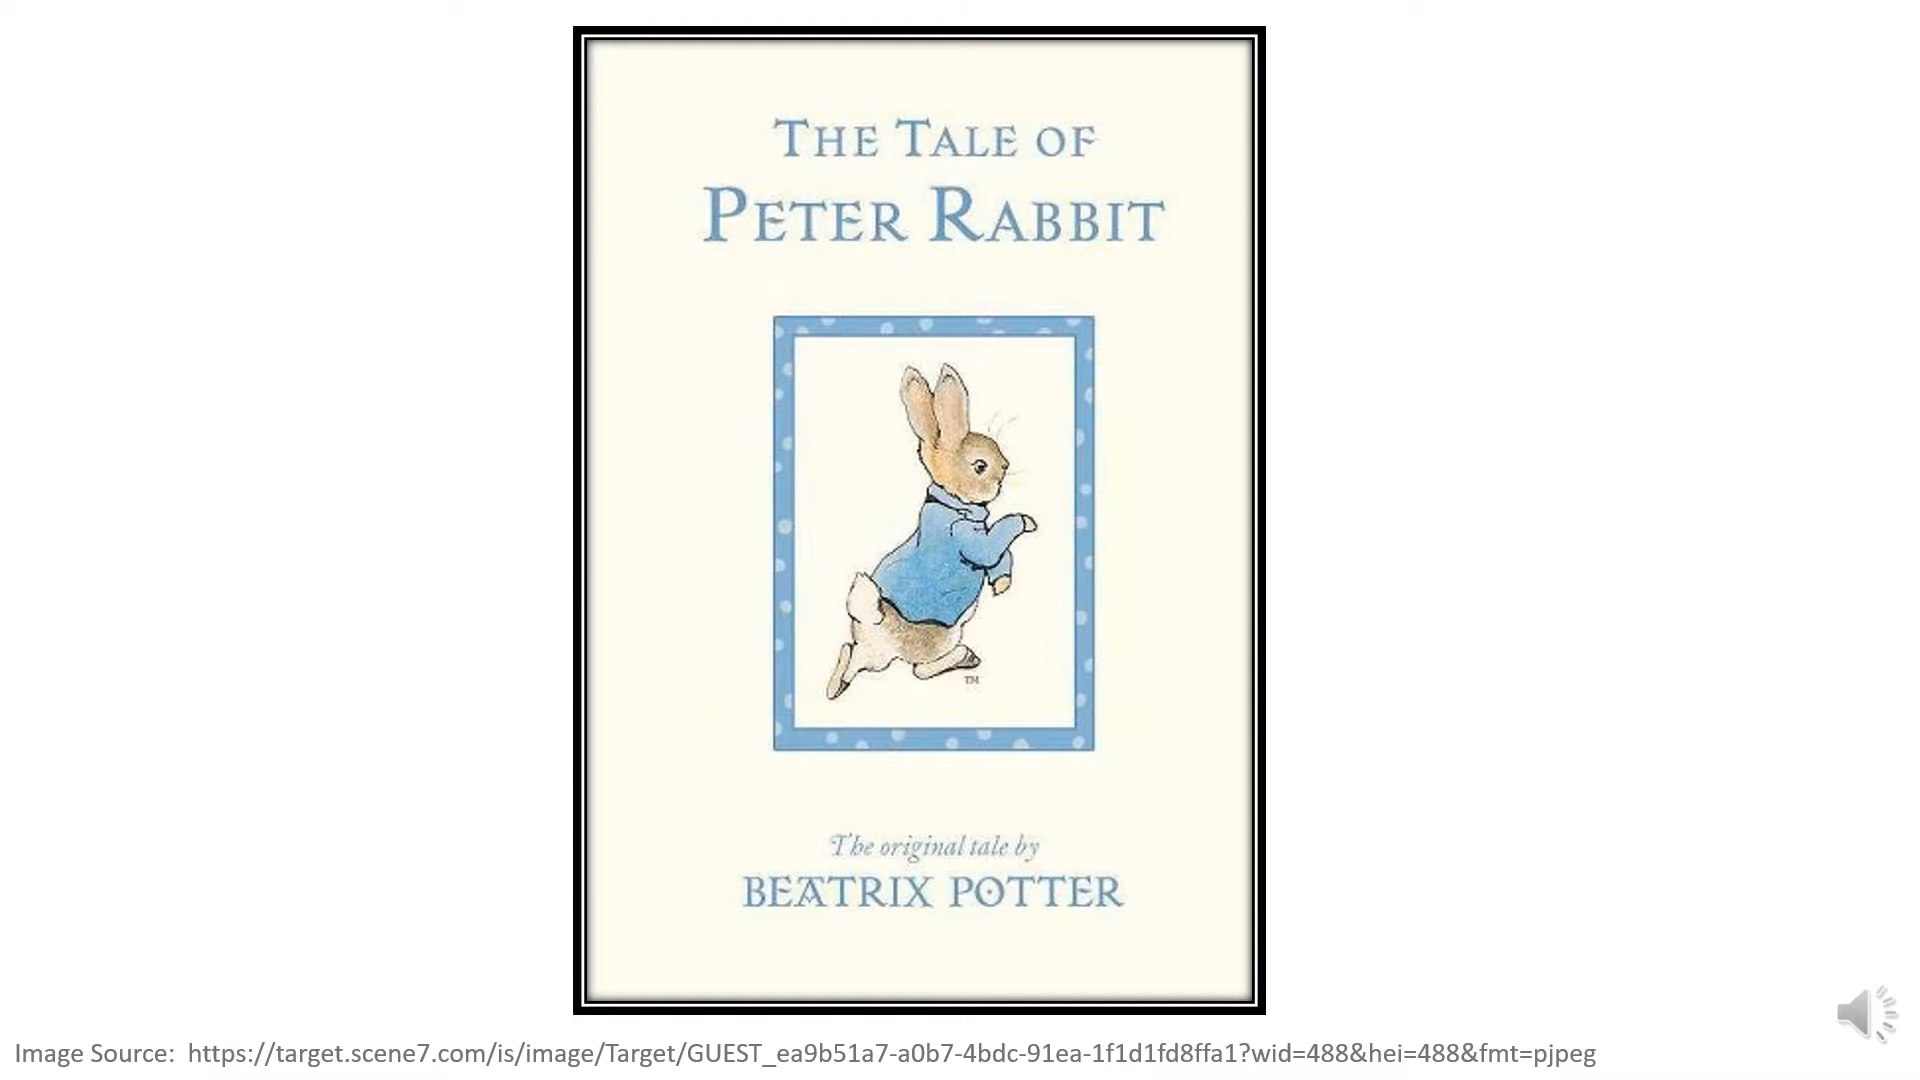 THE TALE OF
PETER RABBIT
TM
The original tale by
BEATRIX POTTER
Image Source:  https://target.scene7.com/is/image/Target/GUEST_ea9b51a7-a0b7-4bdc-91ea-1f1d1fd8ffa1?wid=488&hei=488&fmt=pjpeg